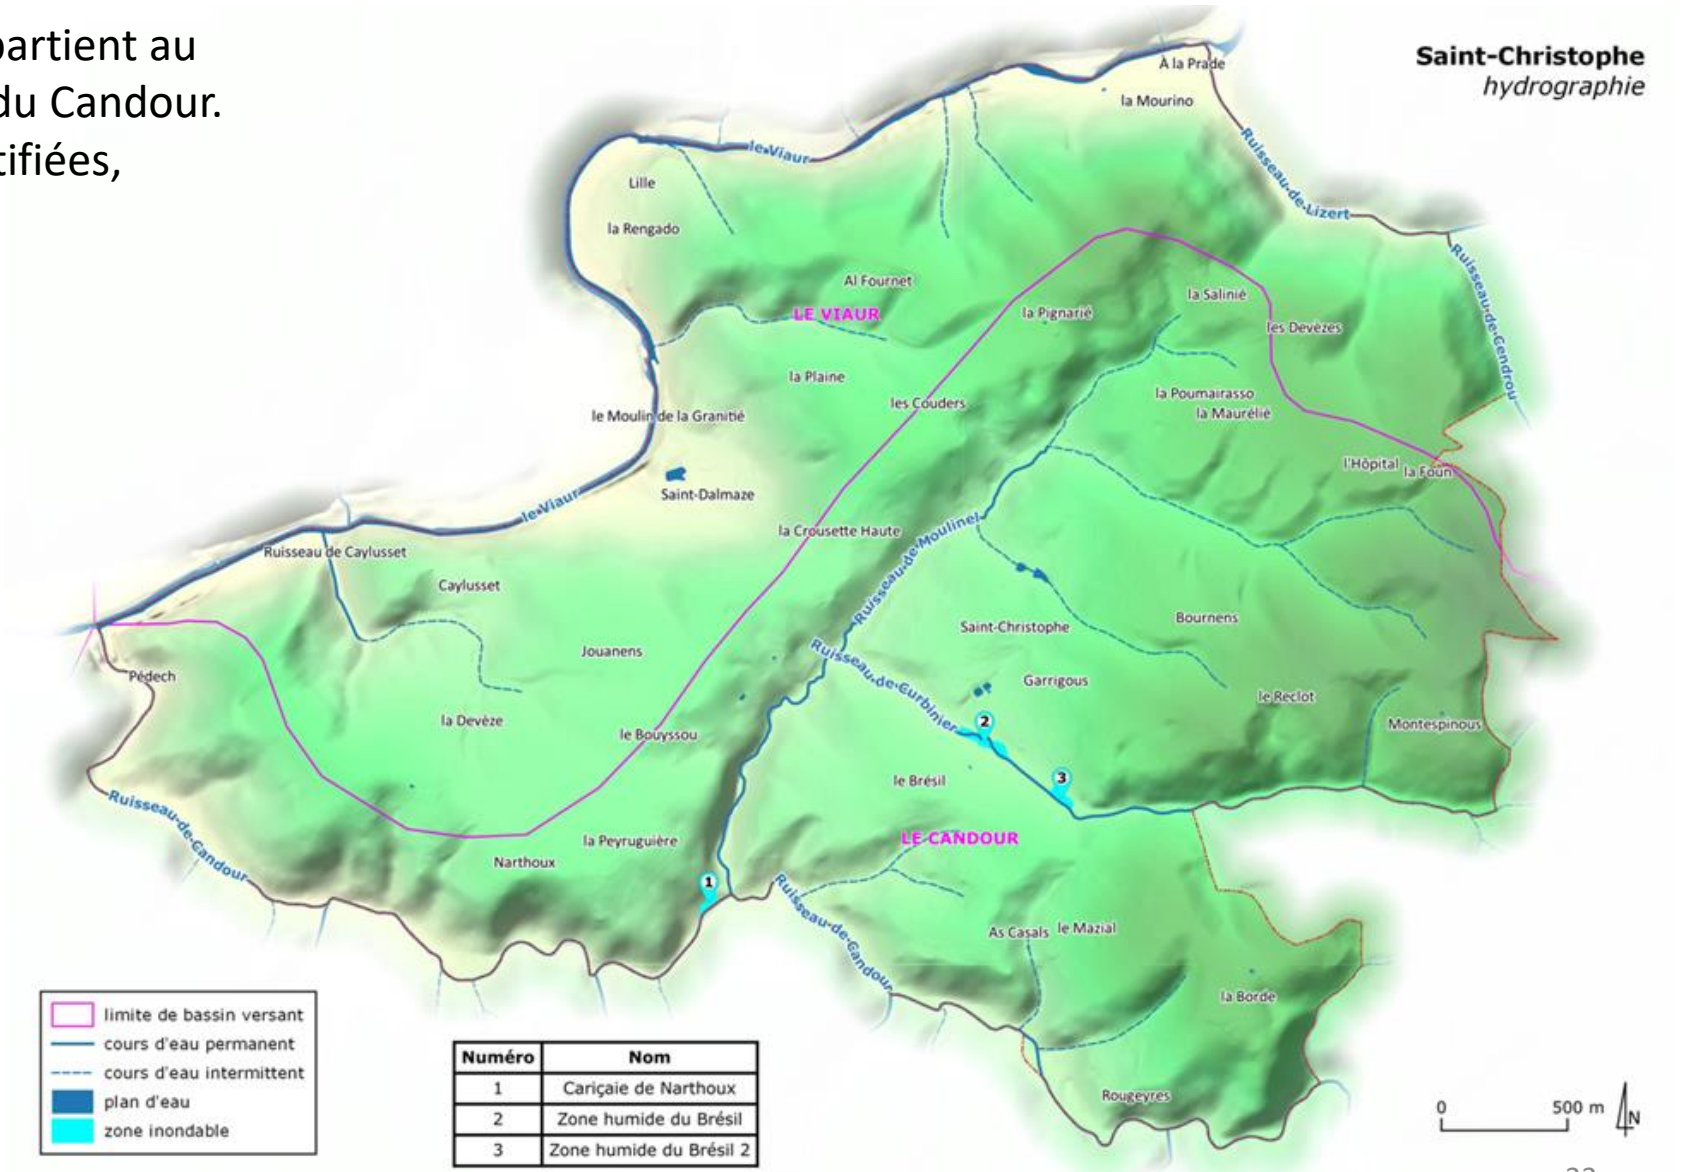 partient au
du Candour.
tifiées,
Saint-Christophe
hydrographie
À la Prade
la Mourino
Ruisseau-de-Lizert
le Viaur
Lille
la Rengado
Ruisseau-de-Cendrou
Al Fournet
LE VIAUR
la Pignarié
la Salinié
les Devèzes
la Plaine
les Couders
la Poumairasso
la Maurélié
le Moulin de la Granitié
l'Hôpital
la Foun
Saint-Dalmaze
le Viaur
la Crousette Haute
Ruisseau-de-Moulinel
Ruisseau de Caylusset
Caylusset
Saint-Christophe
Bournens
Jouanens
Ruisseau-de-Curbinier
Pédech
Garrigous
le Reclot
la Devèze
le Bouyssou
2
Montespinous
le Brésil
3
Ruisseau-de-Candour
la Peyruguière
LE CANDOUR
Narthoux
1
Ruisseau-de-Candour
As Casals
le Mazial
la Borde
Rougeyres
limite de bassin versant
cours d'eau permanent
cours d'eau intermittent
plan d'eau
zone inondable
Numéro Nom
1 Cariçaie de Narthoux
2 Zone humide du Brésil
3 Zone humide du Brésil 2
0 500 m N